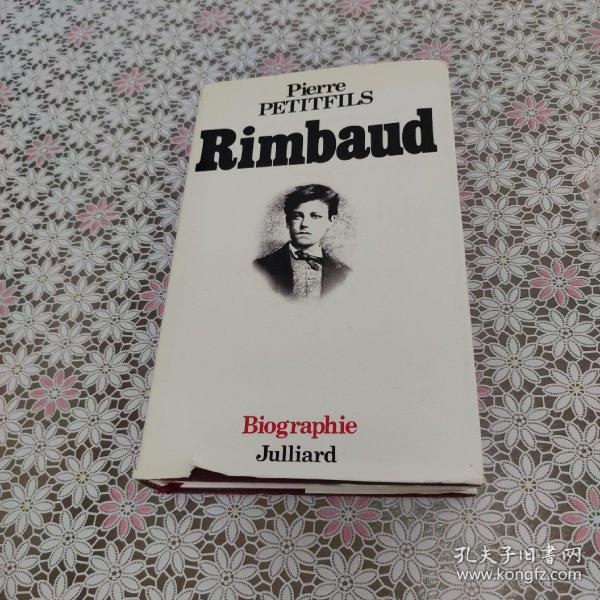 Pierre
PETITFILS
Rimbaud
Biographie
Julliard
孔夫子旧书网
www.kongfz.com